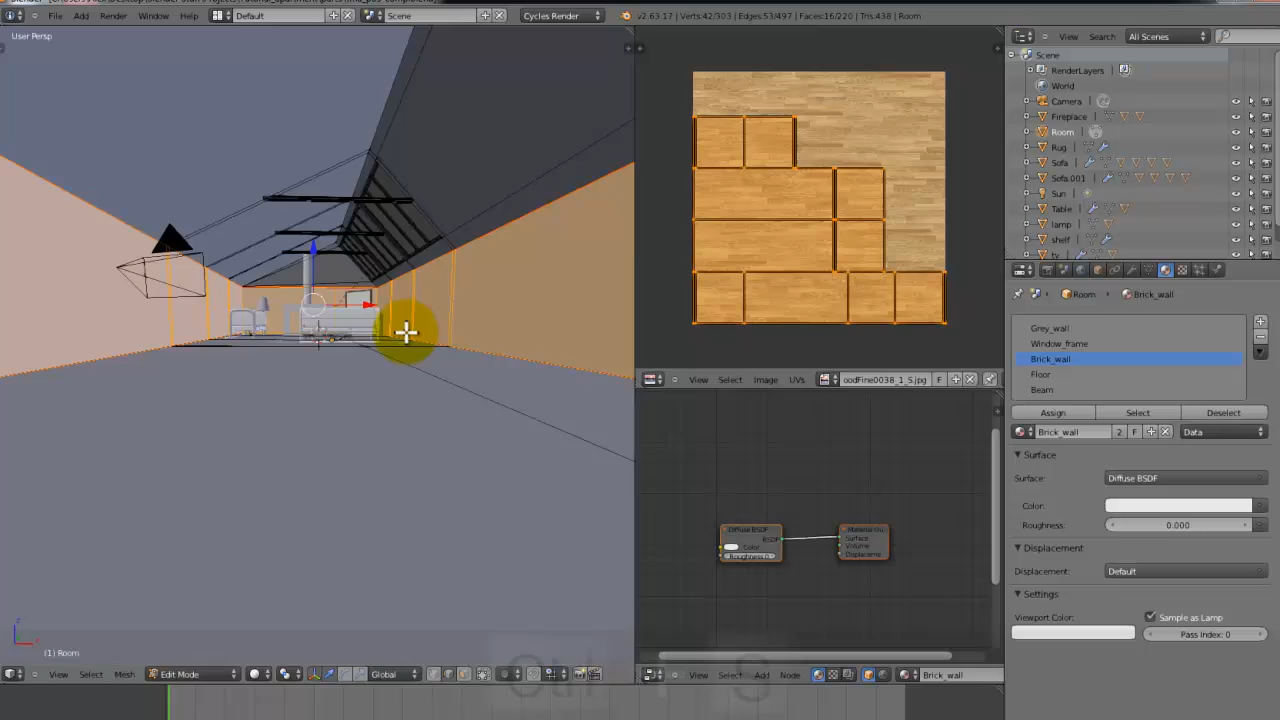 File Add Render Window Help Default Scene Cycles Render v2.63.17 | Verts:42/303 | Edges:53/497 | Faces:16/220 | Tris:438 | Room
User Persp
(1) Room
View Select Mesh Edit Mode Global
View Select Image UVs oodFine0038_1_S.jpg F
Diffuse BSDF
BSDF
Color
Roughness 0
Surface
Volume
Displaceme
View Select Add Node Brick_wall
View Search All Scenes
Scene
RenderLayers
World
Camera
Fireplace
Room
Rug
Sofa
Sofa.001
Sun
Table
lamp
shelf
tv
Room Brick_wall
Grey_wall
Window_frame
Brick_wall
Floor
Beam
Assign Select Deselect
Brick_wall 2 F Data
Surface
Surface: Diffuse BSDF
Color:
Roughness: 0.000
Displacement
Displacement: Default
Settings
Viewport Color: Sample as Lamp
Pass Index: 0